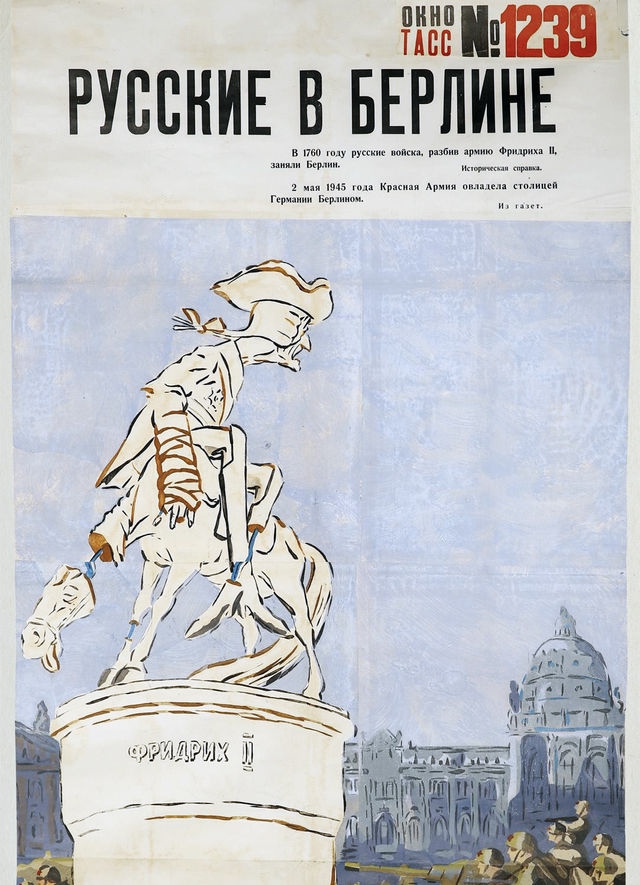 ОКНО
ТАСС
№1239
РУССКИЕ В БЕРЛИНЕ
В 1760 году русские войска, разбив армию Фридриха II,
заняли Берлин.
Историческая справка.
2 мая 1945 года Красная Армия овладела столицей
Германии Берлином.
Из газет.
ФРИДРИХ II